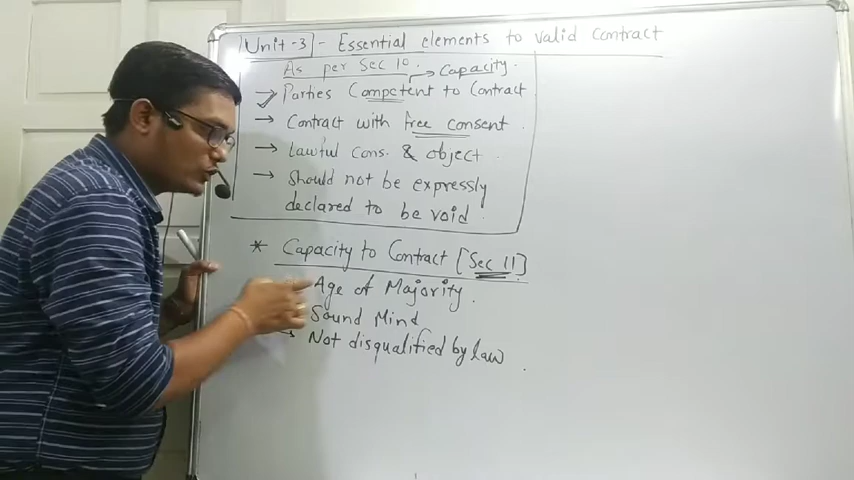 Unit-3 - Essential elements to valid contract
As per Sec 10.
→ Capacity.
→ Parties Competent to Contract
→ Contract with free consent.
→ Lawful Cons. & object.
→ Should not be expressly
declared to be void.
* Capacity to Contract [Sec 11]
Age of Majority.
Sound Mind
→ Not disqualified by law.